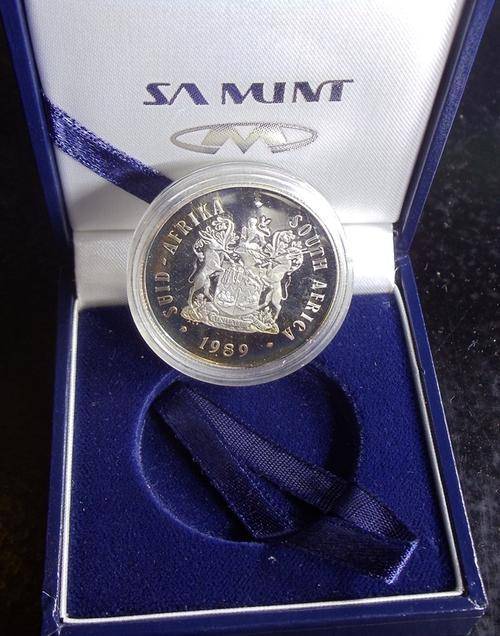 SA MINT
SUID-AFRIKA
SOUTH AFRICA
1989